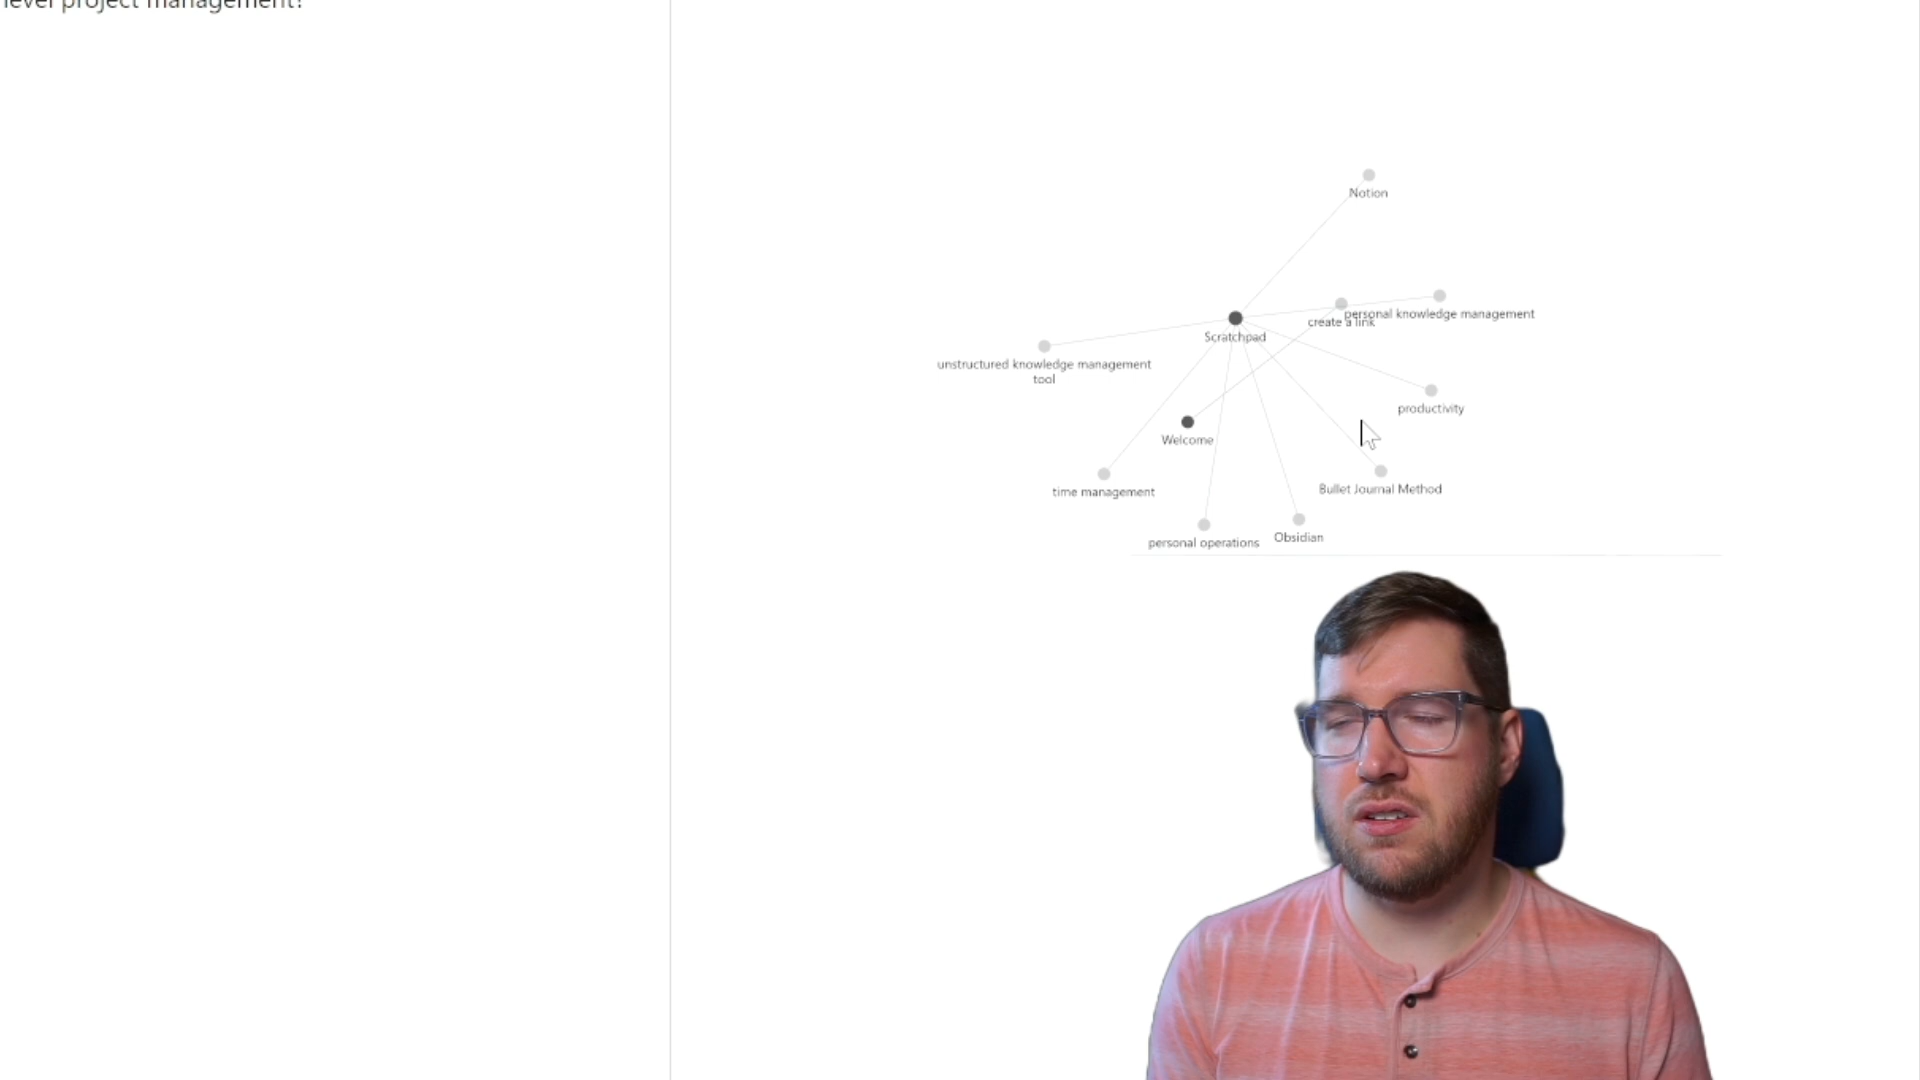 level project management?
Notion
personal knowledge management
create a link
Scratchpad
unstructured knowledge management
tool
productivity
Welcome
time management
Bullet Journal Method
Obsidian
personal operations